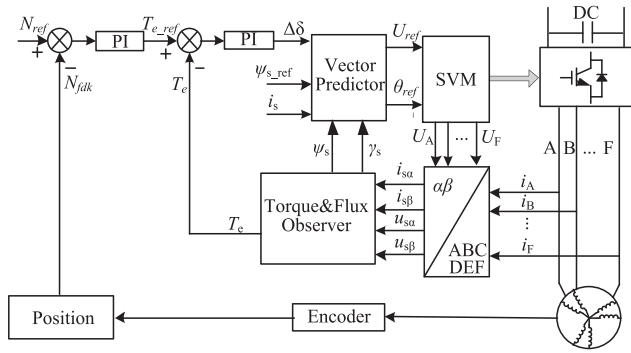 N_ref
+
−
N_fdk
PI
T_e_ref
+
−
T_e
PI
Δδ
ψ_s_ref
i_s
Vector
Predictor
U_ref
θ_ref
SVM
DC
U_A
...
U_F
A B ... F
ψ_s
γ_s
Torque&Flux
Observer
T_e
i_sα
i_sβ
u_sα
u_sβ
αβ
ABC
DEF
i_A
i_B
...
i_F
Position
Encoder